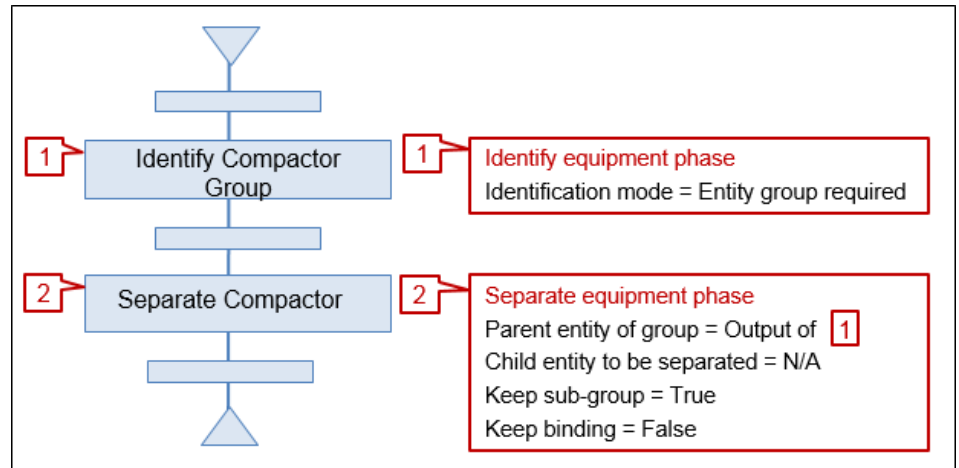 1
Identify Compactor
Group
1
Identify equipment phase
Identification mode = Entity group required
2
Separate Compactor
2
Separate equipment phase
Parent entity of group = Output of 1
Child entity to be separated = N/A
Keep sub-group = True
Keep binding = False